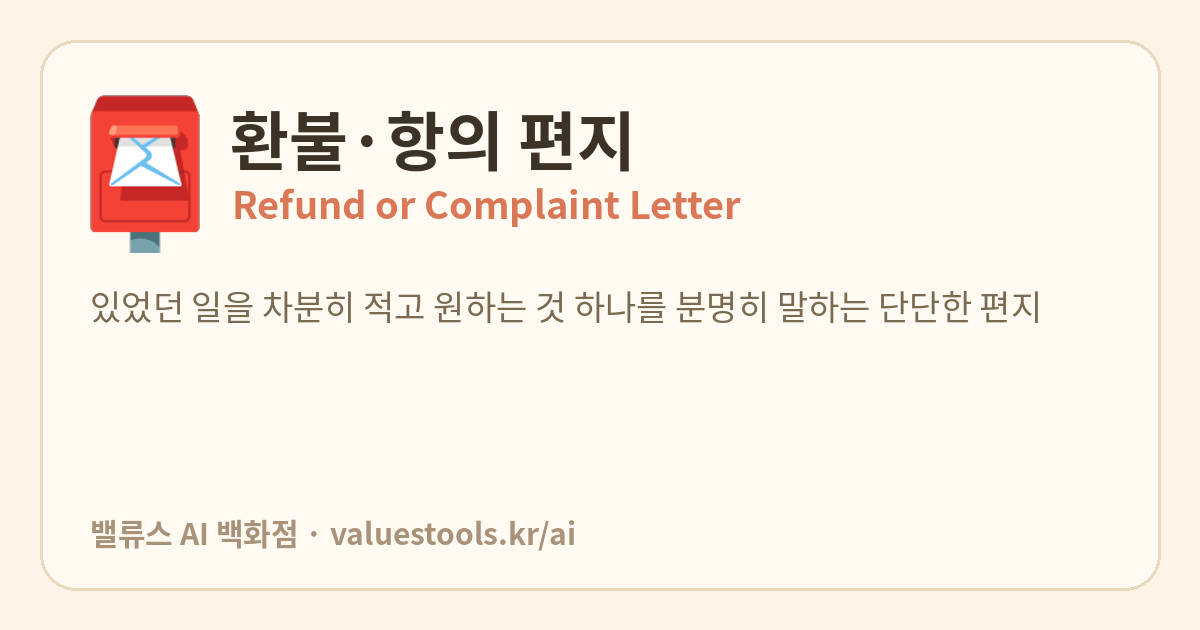 환불·항의 편지
Refund or Complaint Letter
있었던 일을 차분히 적고 원하는 것 하나를 분명히 말하는 단단한 편지
밸류스 AI 백화점 · valuestools.kr/ai